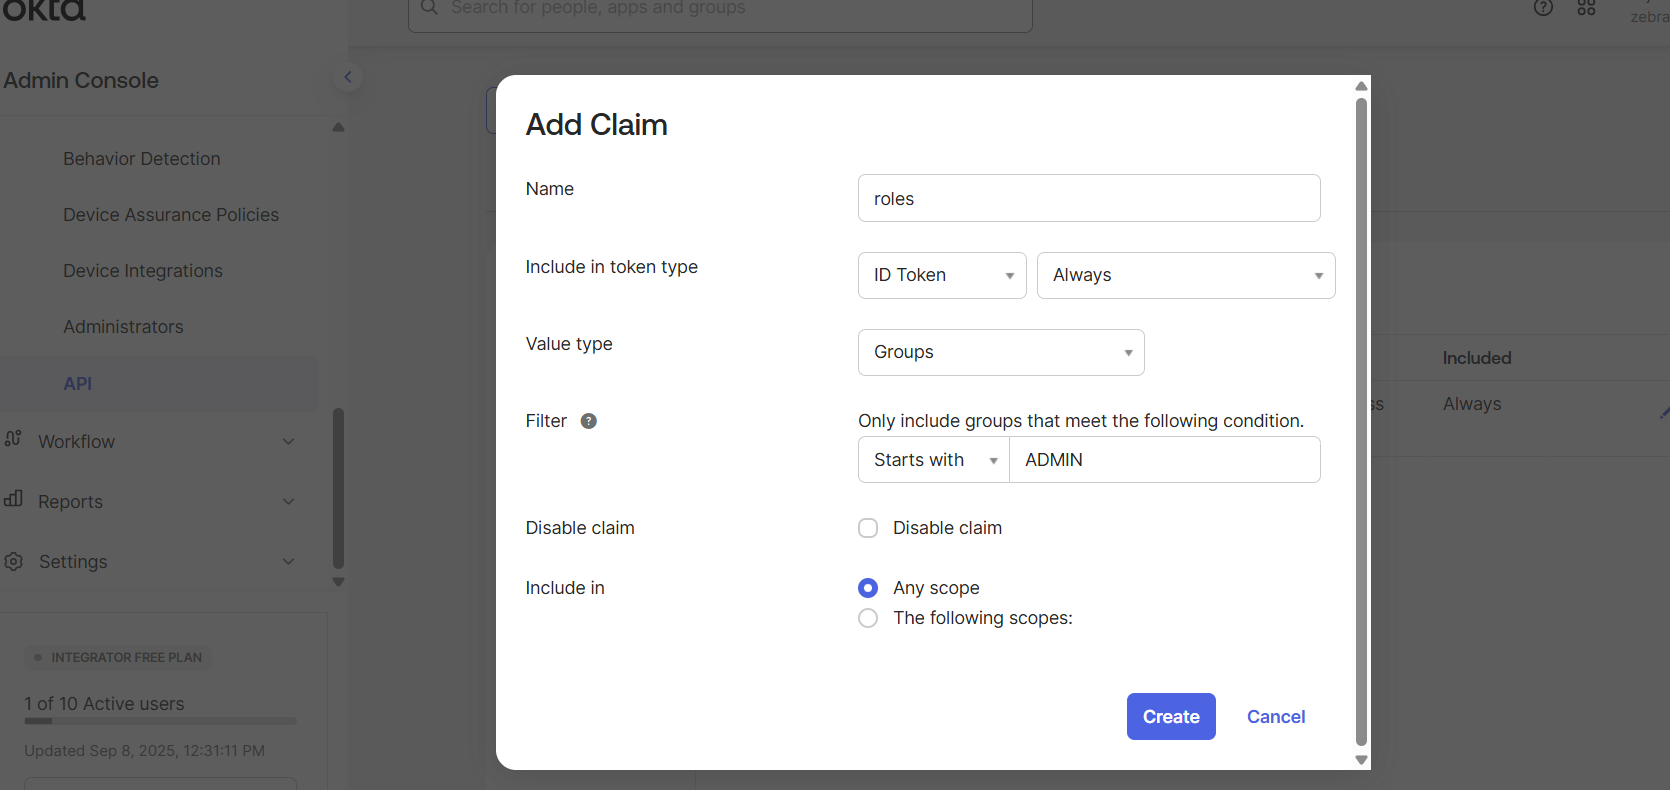 okta
Search for people, apps and groups
zebra
Admin Console
Behavior Detection
Device Assurance Policies
Device Integrations
Administrators
API
Workflow
Reports
Settings
INTEGRATOR FREE PLAN
1 of 10 Active users
Updated Sep 8, 2025, 12:31:11 PM
Add Claim
Name
roles
Include in token type
ID Token
Always
Value type
Groups
Filter
Only include groups that meet the following condition.
Starts with
ADMIN
Disable claim
Disable claim
Include in
Any scope
The following scopes:
Create
Cancel
Included
ss
Always